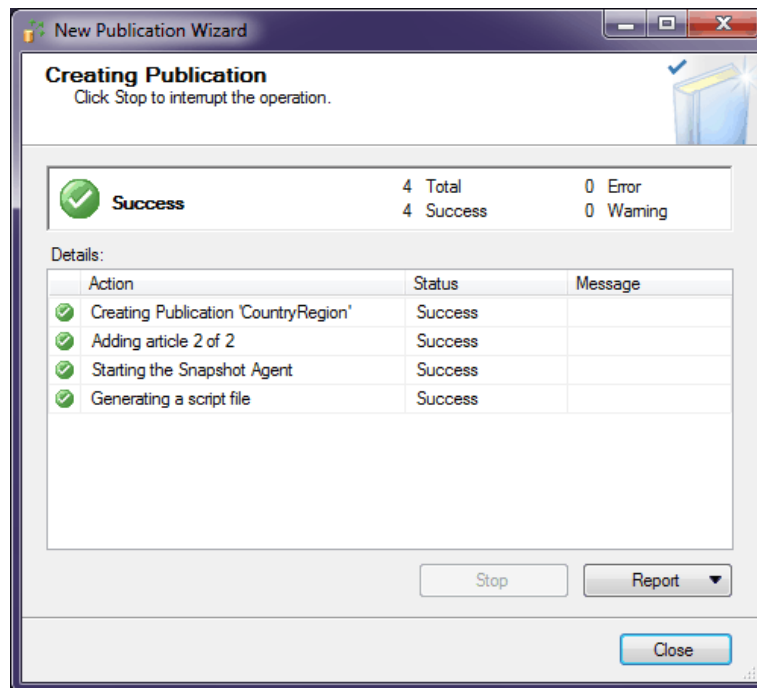 New Publication Wizard
Creating Publication
Click Stop to interrupt the operation.
Success
4 Total
0 Error
4 Success
0 Warning
Details:
Action Status Message
Creating Publication 'CountryRegion' Success
Adding article 2 of 2 Success
Starting the Snapshot Agent Success
Generating a script file Success
Stop Report
Close